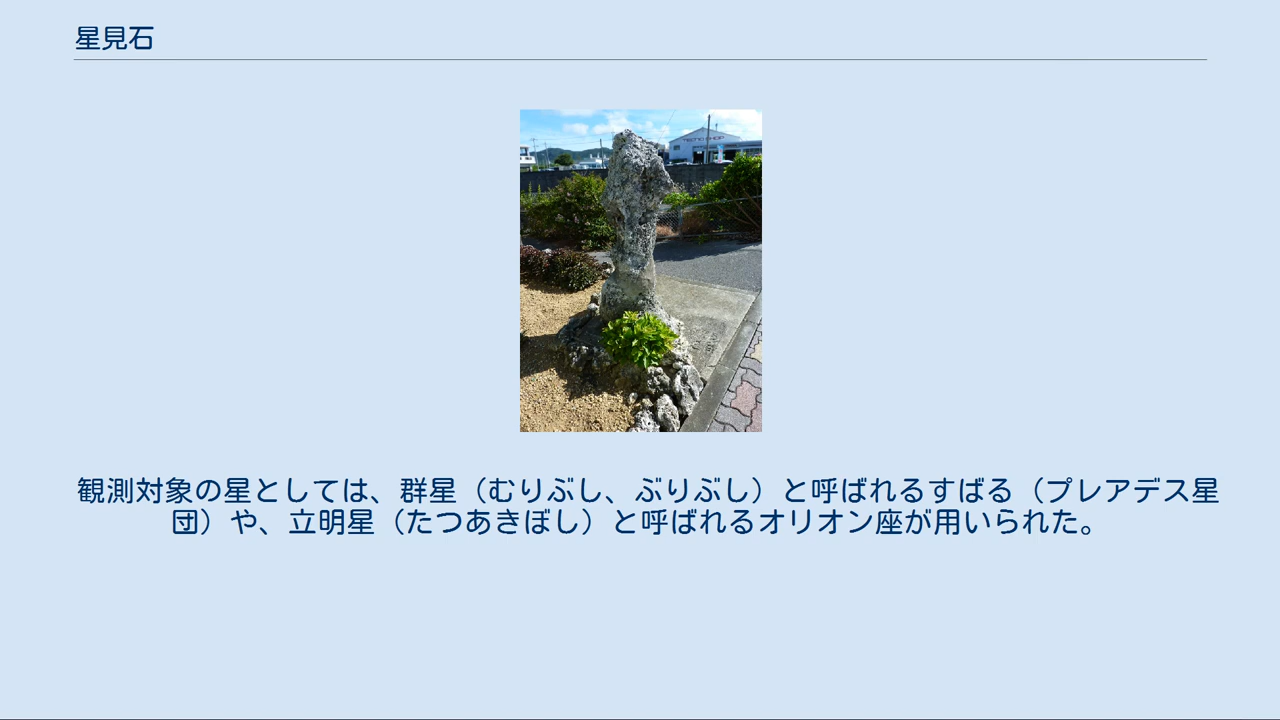 星見石
TECNO SHOP
観測対象の星としては、群星（むりぶし、ぶりぶし）と呼ばれるすばる（プレアデス星
団）や、立明星（たつあきぼし）と呼ばれるオリオン座が用いられた。